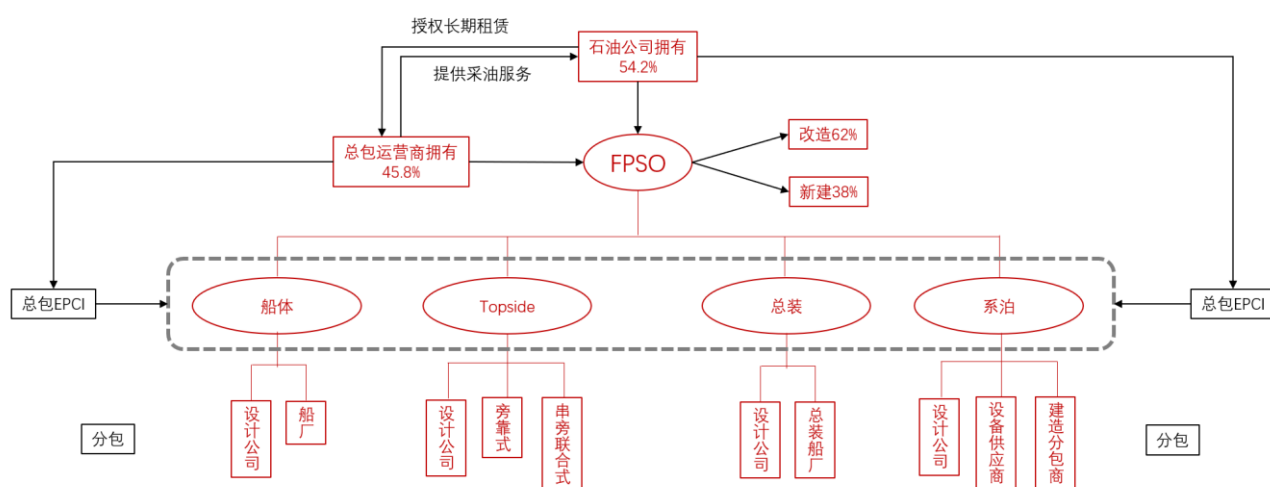 授权长期租赁
石油公司拥有
54.2%
提供采油服务
改造62%
总包运营商拥有
45.8%
FPSO
新建38%
总包EPCI
船体
Topside
总装
系泊
总包EPCI
分包
设计公司
船厂
设计公司
旁靠式
串旁联合式
设计公司
总装船厂
设计公司
设备供应商
建造分包商
分包